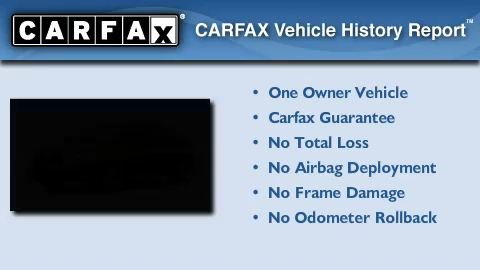 CARFAX® CARFAX Vehicle History Report™
• One Owner Vehicle
• Carfax Guarantee
• No Total Loss
• No Airbag Deployment
• No Frame Damage
• No Odometer Rollback